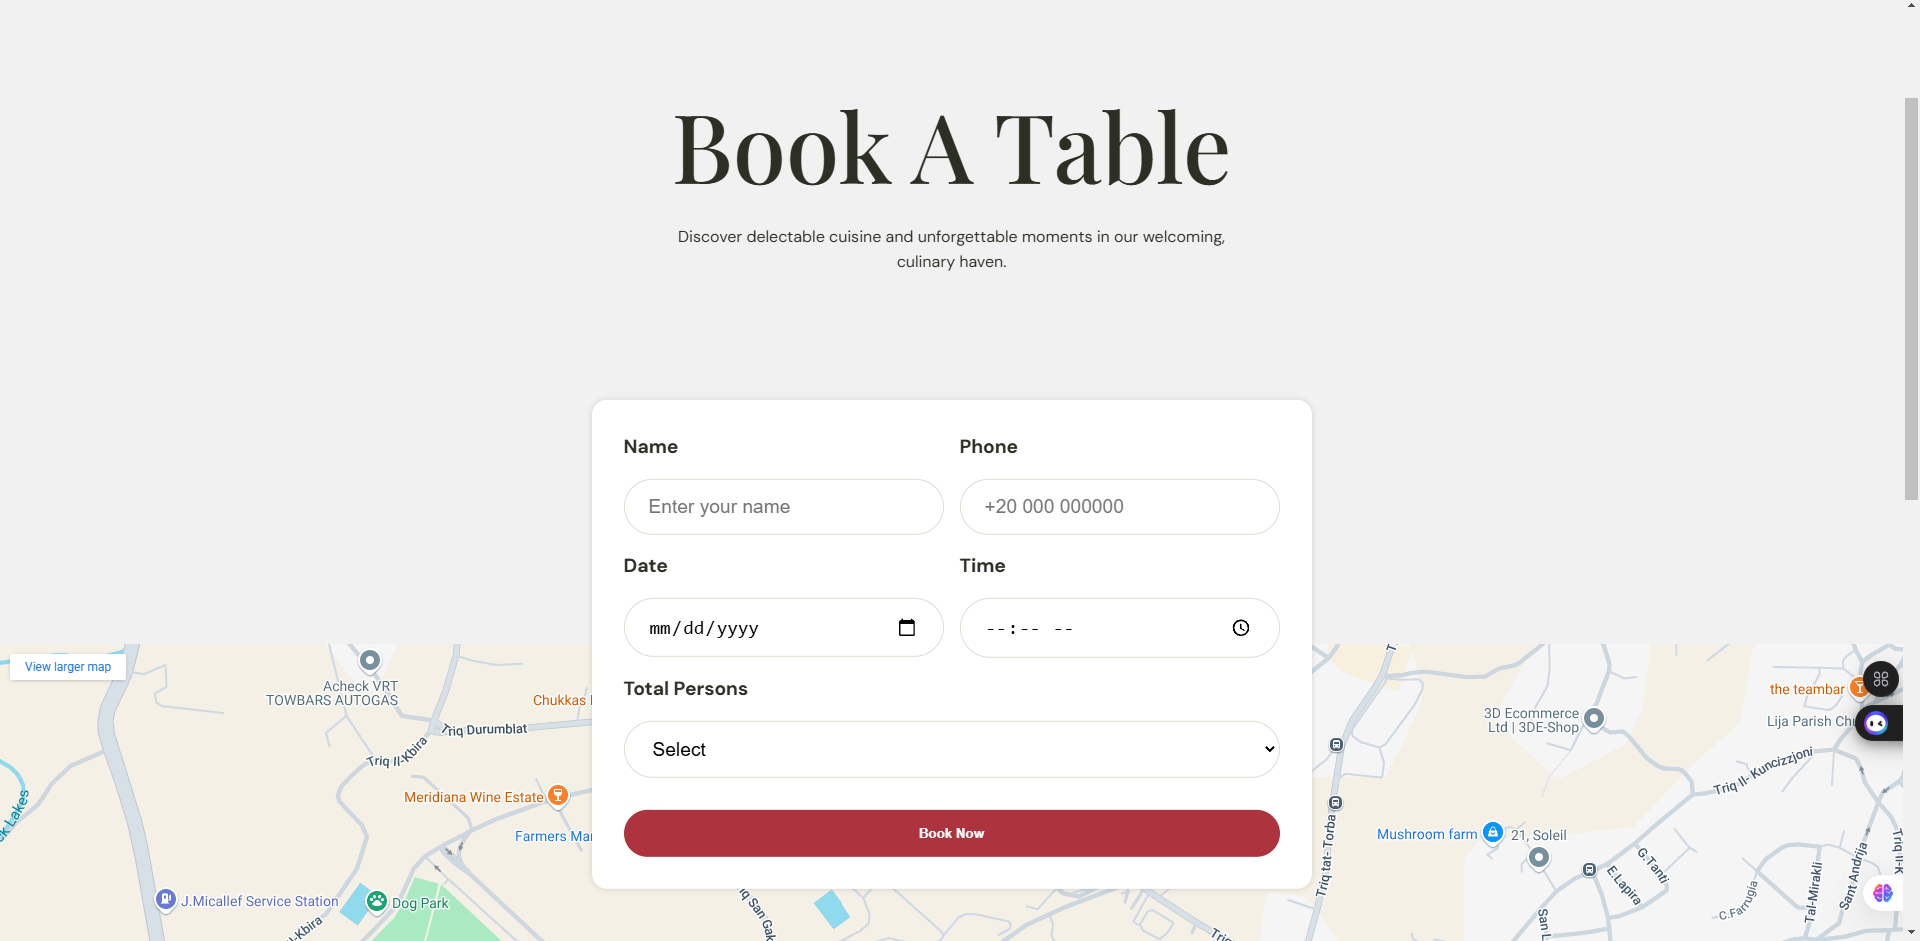 Book A Table
Discover delectable cuisine and unforgettable moments in our welcoming,
culinary haven.
Name
Phone
Enter your name
+20 000 000000
Date
Time
mm/dd/yyyy
--:-- --
View larger map
Total Persons
Select
Book Now
Acheck VRT
TOWBARS AUTOGAS
Chukkas
Triq Durumblat
Triq Il-Kbira
Meridiana Wine Estate
Farmers
J.Micallef Service Station
Dog Park
Il-Kbira
Lakes
San Gak
the teambar
3D Ecommerce
Ltd | 3DE-Shop
Lija Parish
Triq Il- Kuncizzjoni
Mushroom farm
21, Soleil
Triq tat- Torba
G. Tanti
E.Lapira
C.Farrugia
Tal-Mirakli
Sant Andrija
San L
Triq